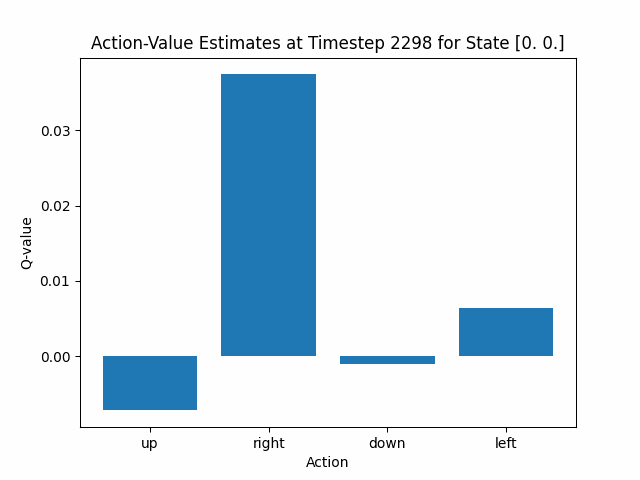 Action-Value Estimates at Timestep 2298 for State [0. 0.]
0.03
0.02
0.01
0.00
Q-value
up right down left
Action